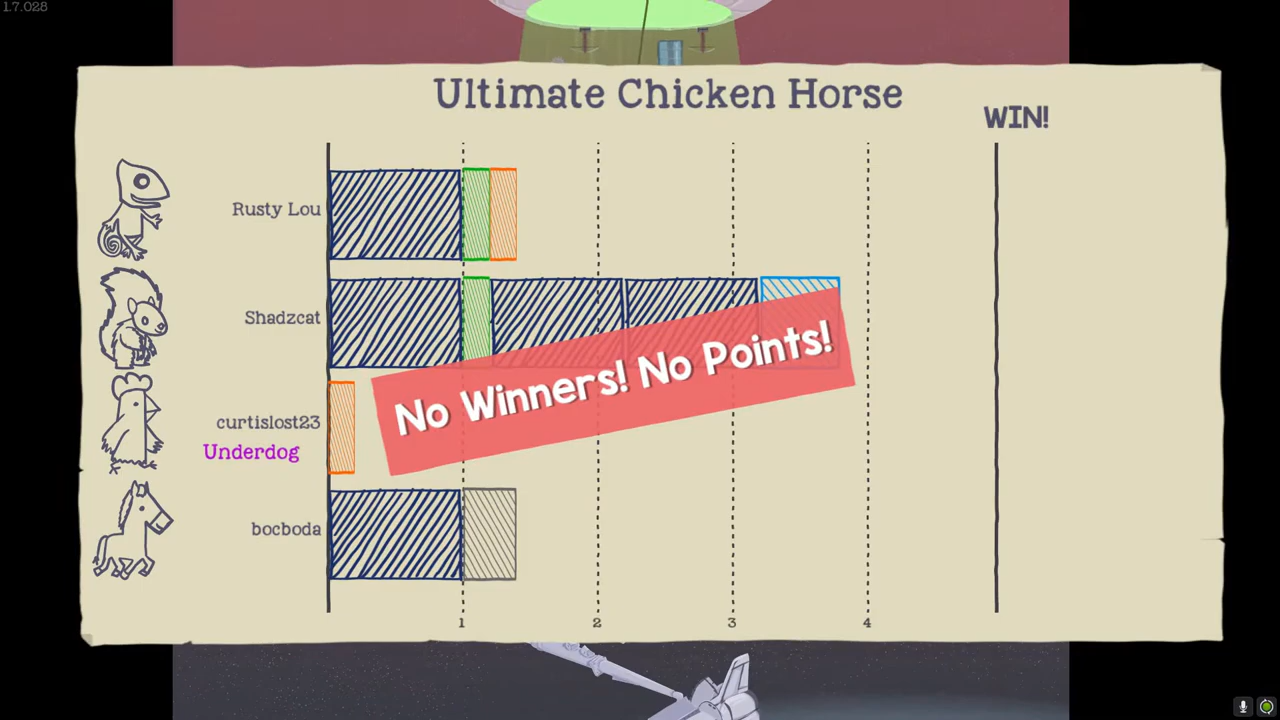 1.7.028
Ultimate Chicken Horse
WIN!
Rusty Lou
Shadzcat
No Winners! No Points!
curtislost23
Underdog
bocboda
1 2 3 4